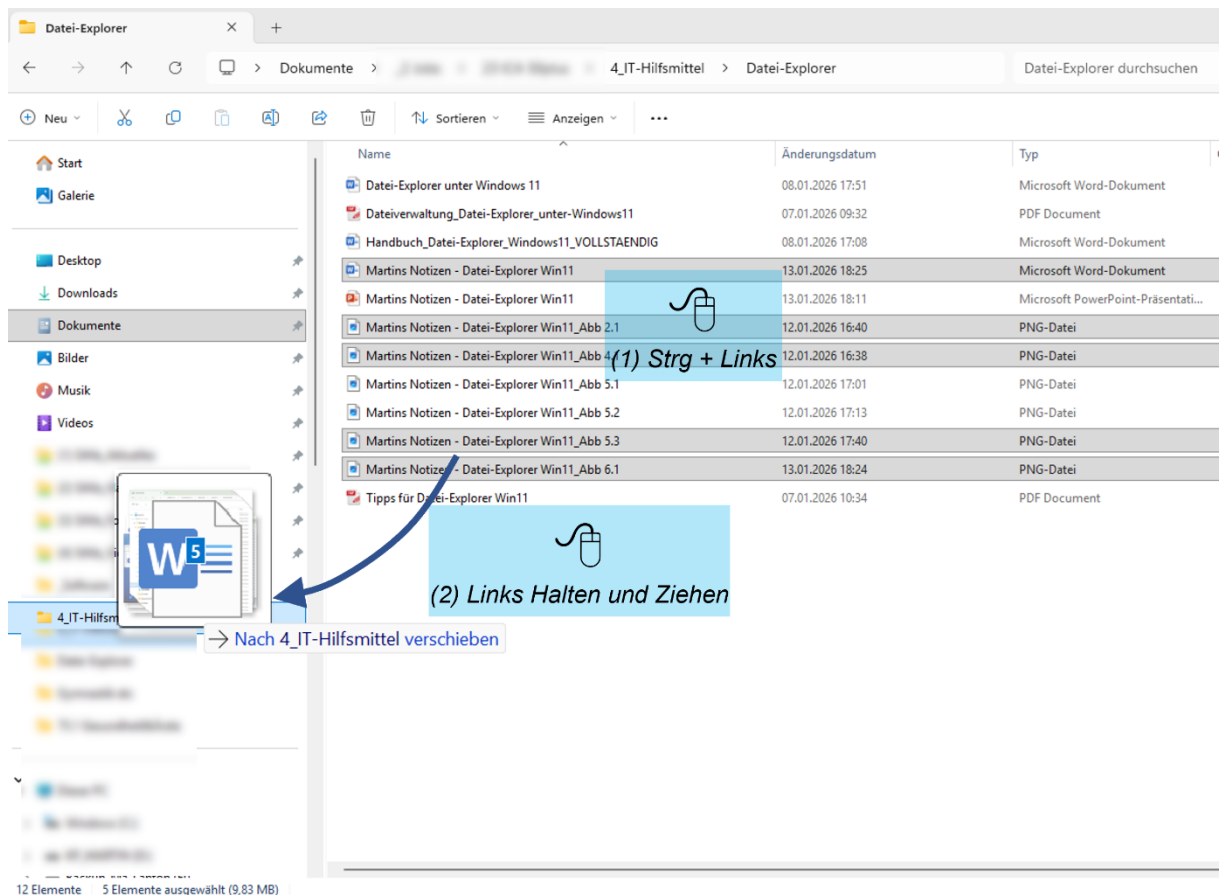 Datei-Explorer
Dokumente > 4_IT-Hilfsmittel > Datei-Explorer
Datei-Explorer durchsuchen
Neu
Sortieren
Anzeigen
Start
Galerie
Desktop
Downloads
Dokumente
Bilder
Musik
Videos
4_IT-Hilfsm
Name Änderungsdatum Typ
Datei-Explorer unter Windows 11 08.01.2026 17:51 Microsoft Word-Dokument
Dateiverwaltung_Datei-Explorer_unter-Windows11 07.01.2026 09:32 PDF Document
Handbuch_Datei-Explorer_Windows11_VOLLSTAENDIG 08.01.2026 17:08 Microsoft Word-Dokument
Martins Notizen - Datei-Explorer Win11 13.01.2026 18:25 Microsoft Word-Dokument
Martins Notizen - Datei-Explorer Win11 13.01.2026 18:11 Microsoft PowerPoint-Präsentati...
Martins Notizen - Datei-Explorer Win11_Abb 2.1 12.01.2026 16:40 PNG-Datei
Martins Notizen - Datei-Explorer Win11_Abb 4.1 12.01.2026 16:38 PNG-Datei
Martins Notizen - Datei-Explorer Win11_Abb 5.1 12.01.2026 17:01 PNG-Datei
Martins Notizen - Datei-Explorer Win11_Abb 5.2 12.01.2026 17:13 PNG-Datei
Martins Notizen - Datei-Explorer Win11_Abb 5.3 12.01.2026 17:40 PNG-Datei
Martins Notizen - Datei-Explorer Win11_Abb 6.1 13.01.2026 18:24 PNG-Datei
Tipps für Datei-Explorer Win11 07.01.2026 10:34 PDF Document
(1) Strg + Links
(2) Links Halten und Ziehen
W 5
→ Nach 4_IT-Hilfsmittel verschieben
12 Elemente 5 Elemente ausgewählt (9,83 MB)